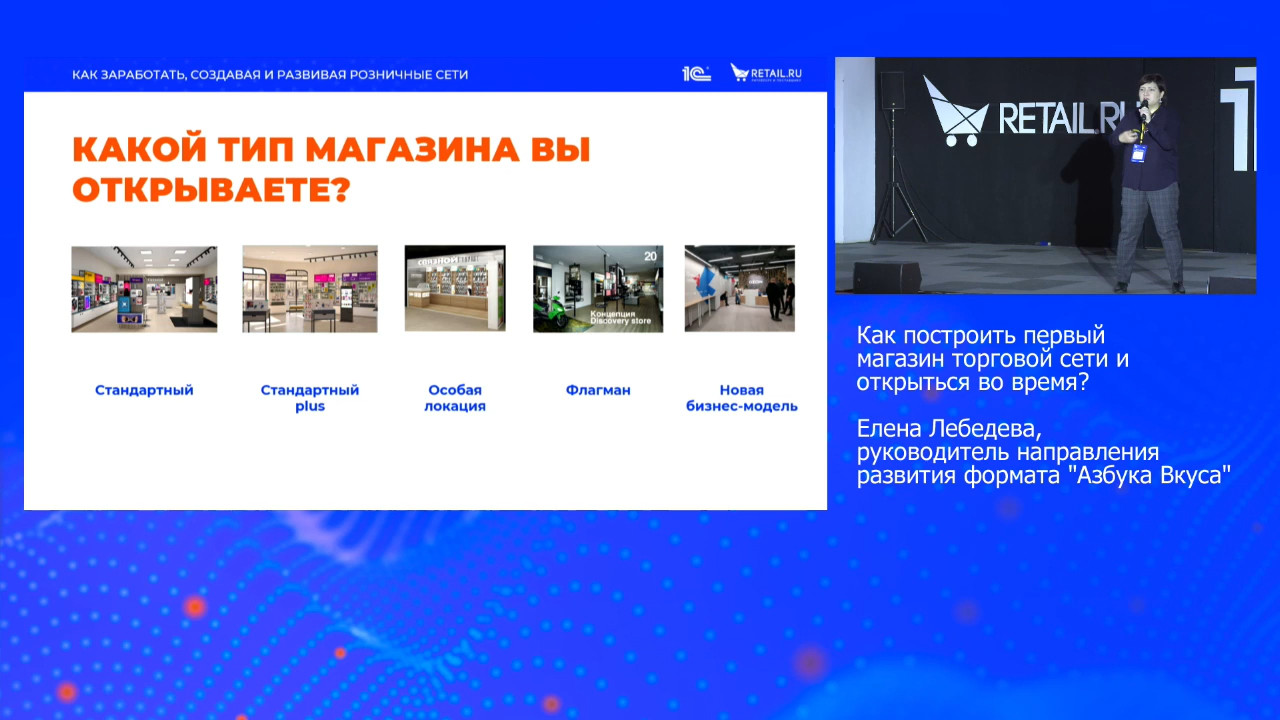 КАК ЗАРАБОТАТЬ, СОЗДАВАЯ И РАЗВИВАЯ РОЗНИЧНЫЕ СЕТИ
1С
RETAIL.RU
КАКОЙ ТИП МАГАЗИНА ВЫ
ОТКРЫВАЕТЕ?
СВЯЗНОЙ
20
Концепция
Discovery store
Стандартный
Стандартный
plus
Особая
локация
Флагман
Новая
бизнес-модель
RETAIL.RU
Как построить первый
магазин торговой сети и
открыться во время?
Елена Лебедева,
руководитель направления
развития формата "Азбука Вкуса"